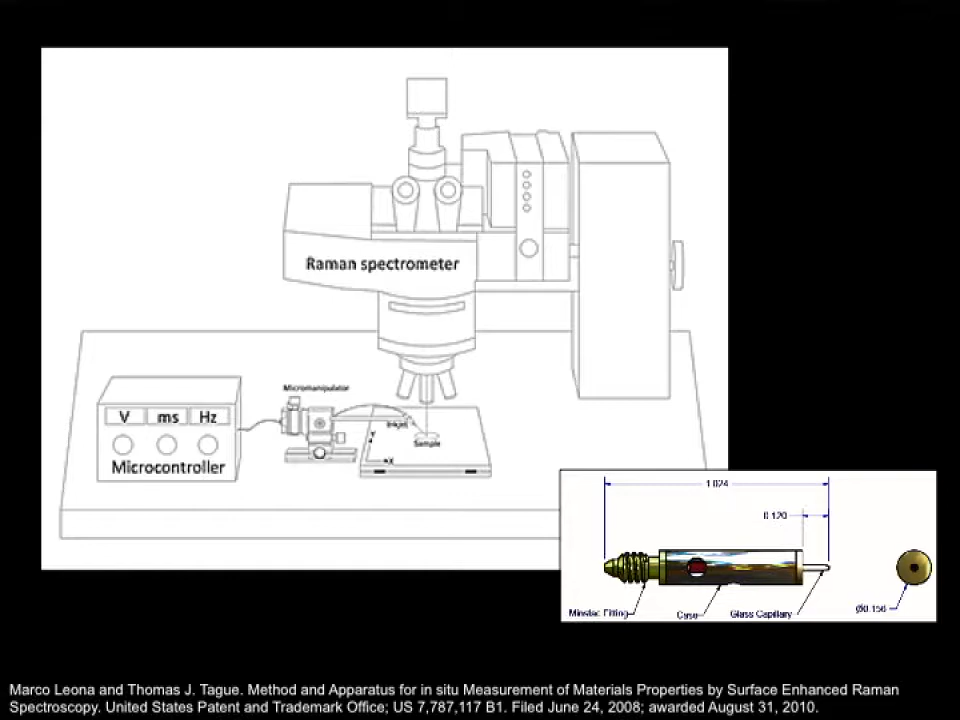 Raman spectrometer
Micromanipulator
V ms Hz
Microcontroller
Inkjet
Y
X
Sample
1.024
0.120
Minstac Fitting
Case
Glass Capillary
Ø0.156
Marco Leona and Thomas J. Tague. Method and Apparatus for in situ Measurement of Materials Properties by Surface Enhanced Raman
Spectroscopy. United States Patent and Trademark Office; US 7,787,117 B1. Filed June 24, 2008; awarded August 31, 2010.